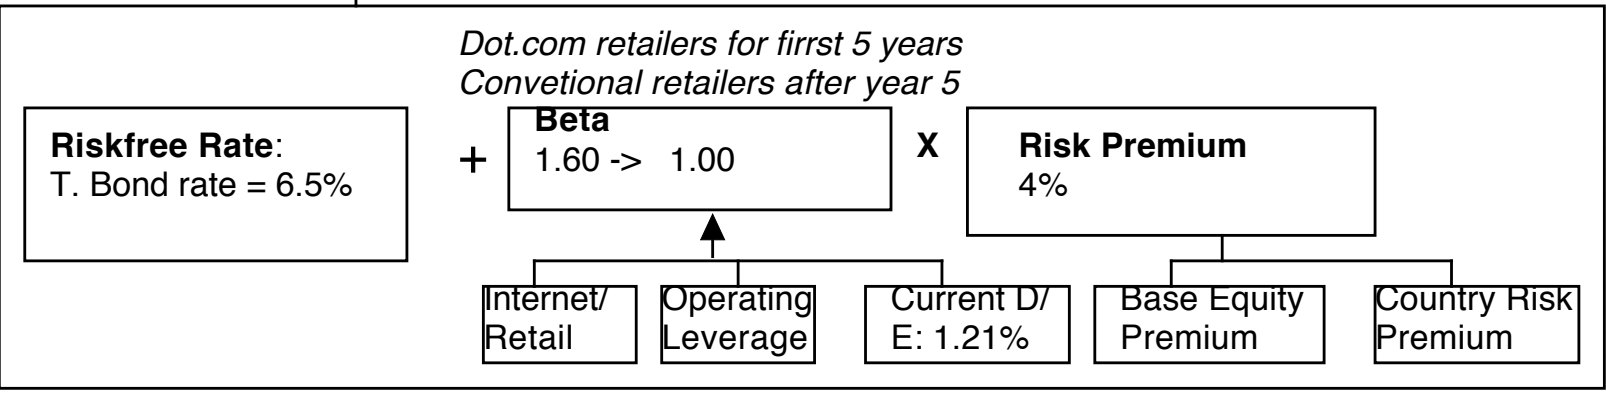 Dot.com retailers for firrst 5 years
Convetional retailers after year 5
Riskfree Rate:
T. Bond rate = 6.5%
+
Beta
1.60 -> 1.00
X
Risk Premium
4%
Internet/
Retail
Operating
Leverage
Current D/
E: 1.21%
Base Equity
Premium
Country Risk
Premium